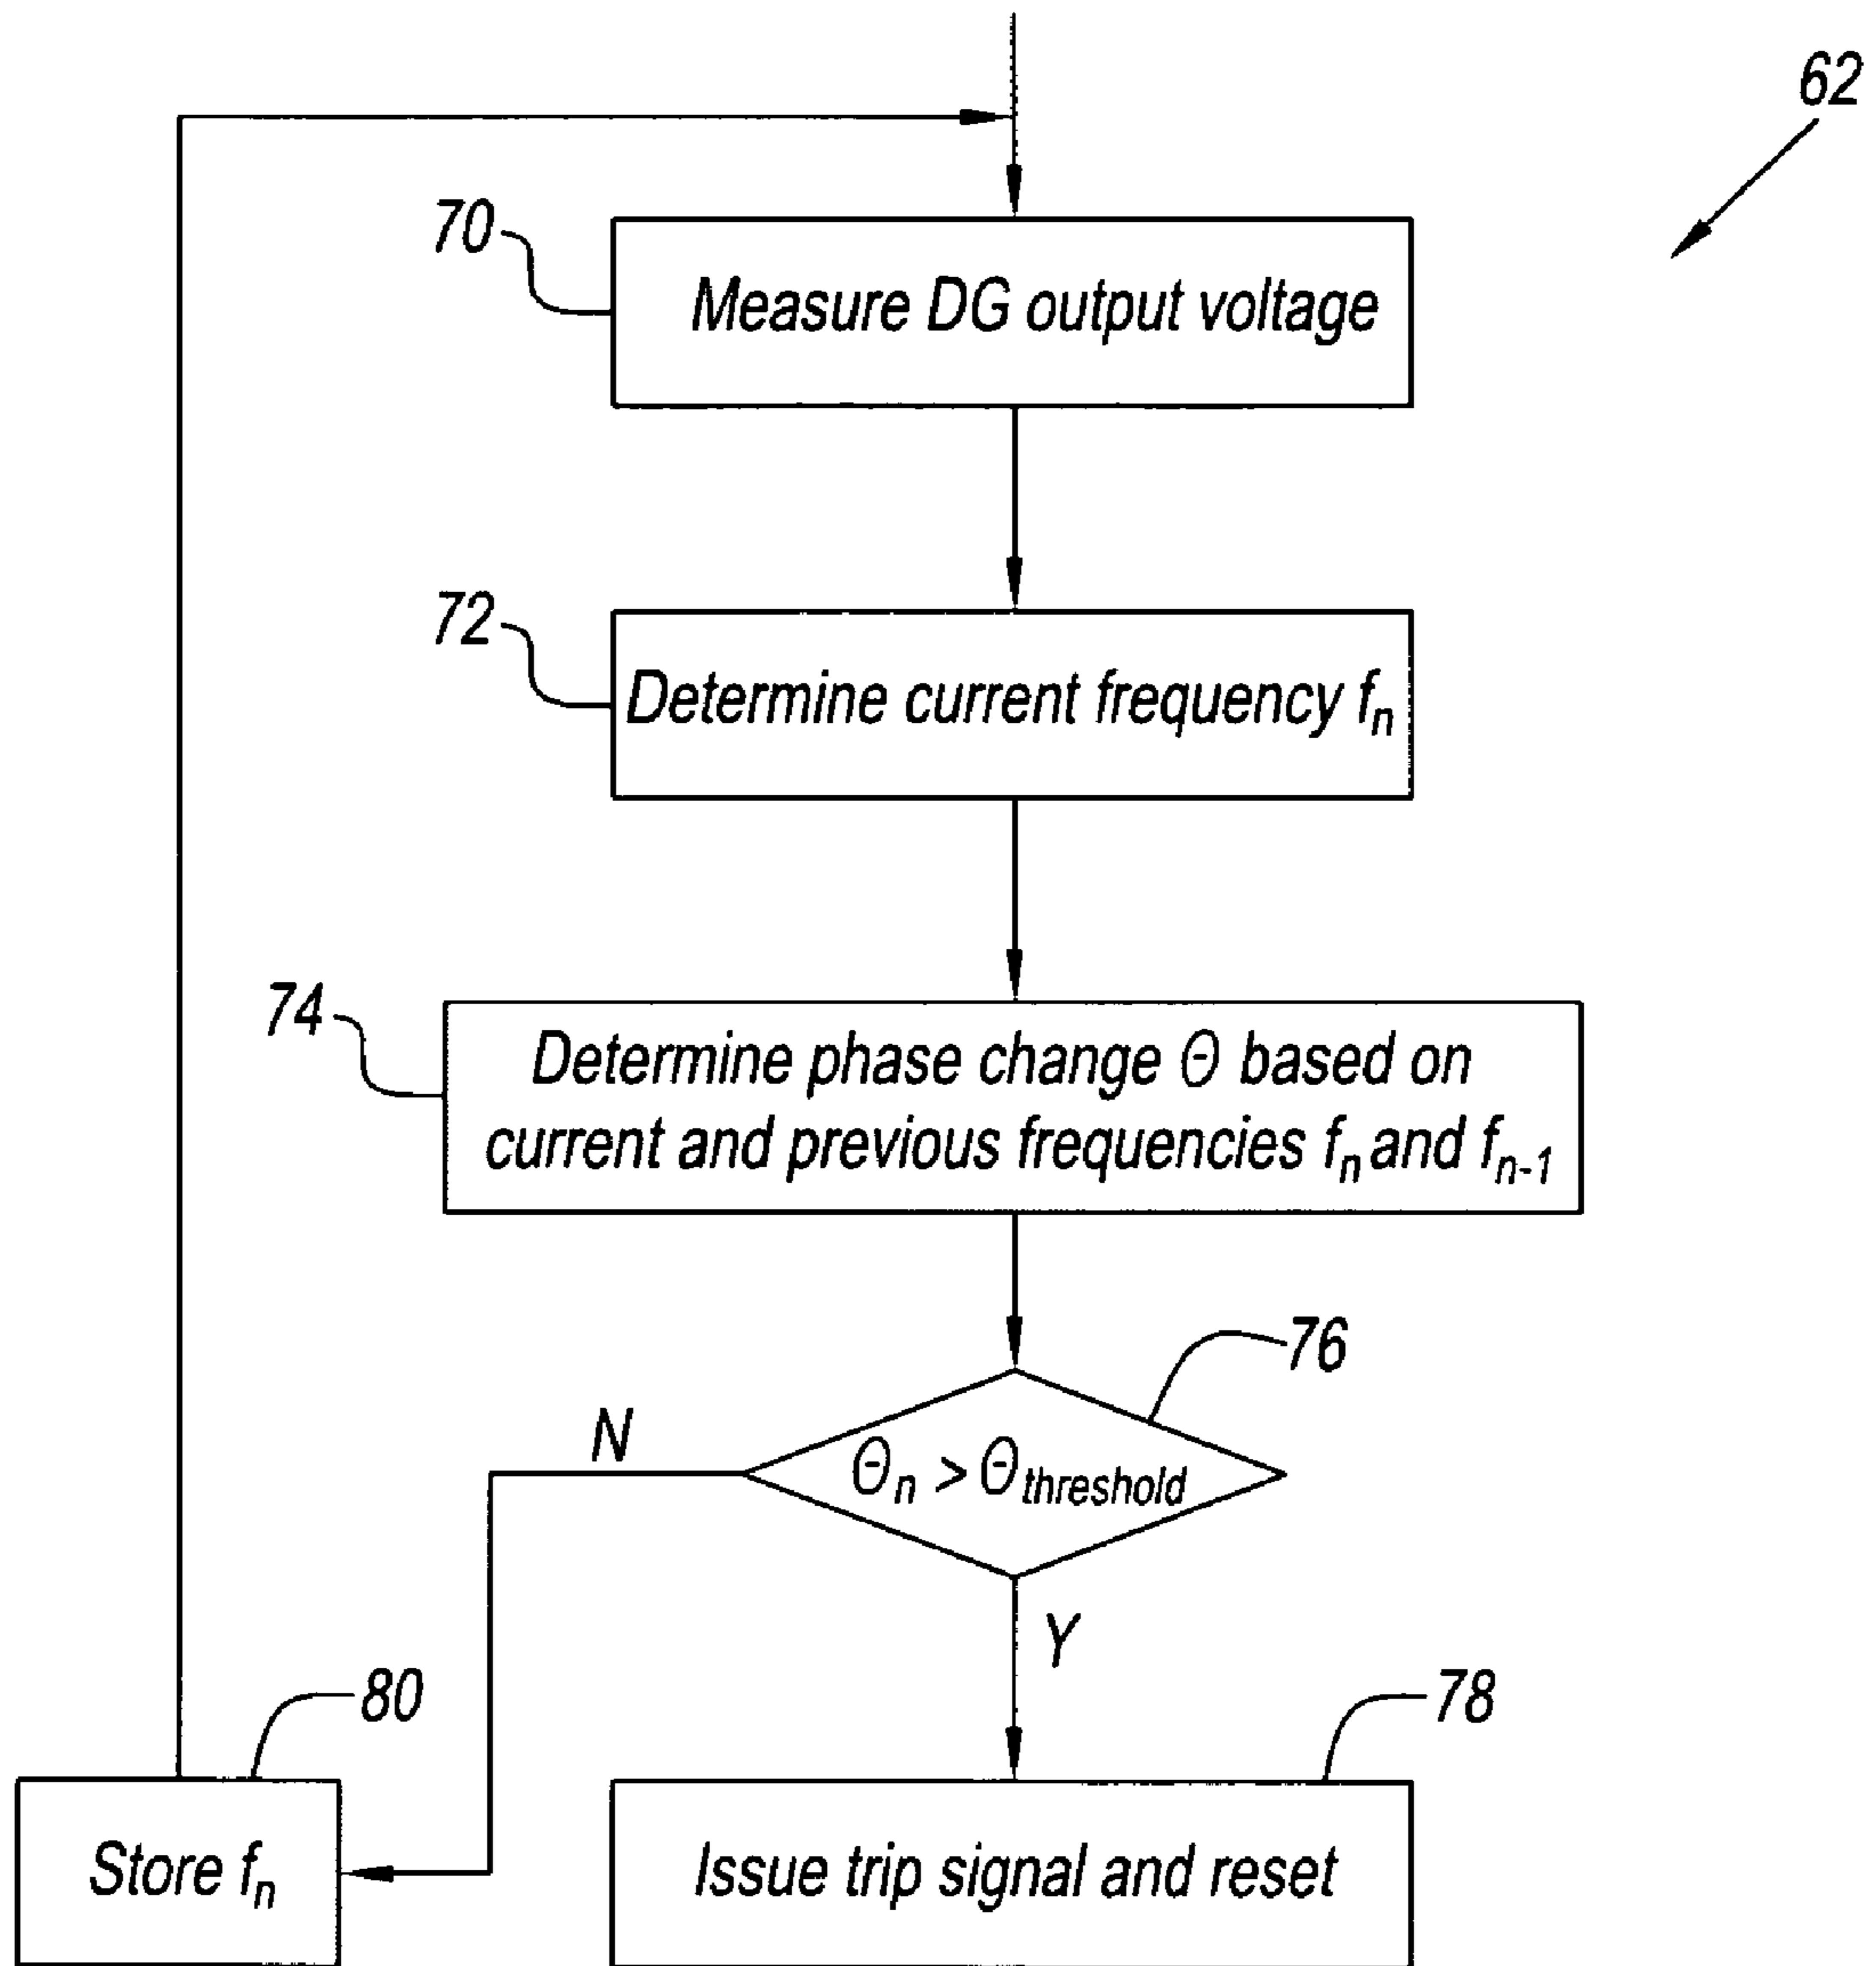 62
70
Measure DG output voltage
72
Determine current frequency fₙ
74
Determine phase change Θ based on
current and previous frequencies fₙ and fₙ₋₁
76
N
Θₙ > Θthreshold
Y
80
78
Store fₙ
Issue trip signal and reset